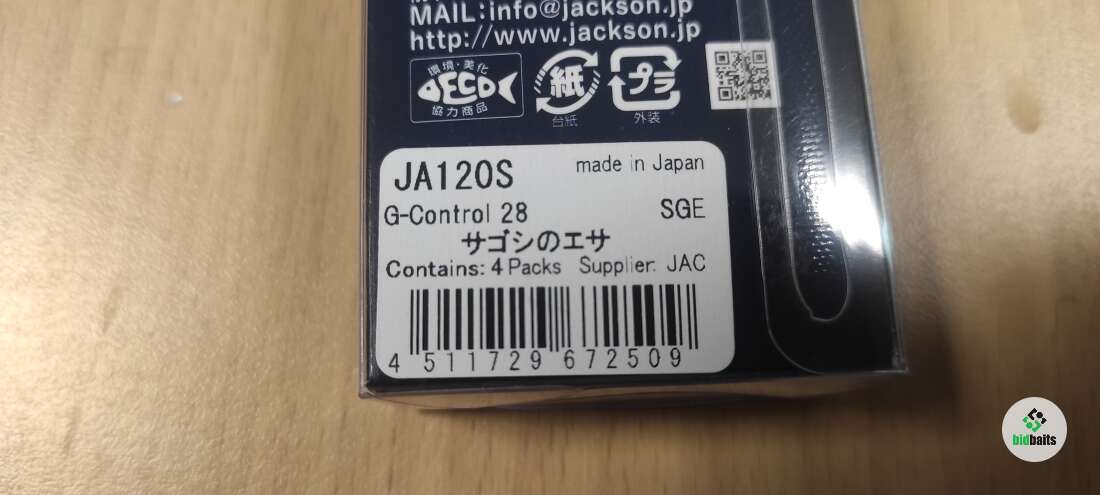 MAIL:info@jackson.jp
http://www.jackson.jp
環境・美化
ECO
協力商品
紙
台紙
プラ
外装
JA120S
made in Japan
G-Control 28
SGE
サゴシのエサ
Contains: 4 Packs Supplier: JAC
4 511729 672509
bidbaits